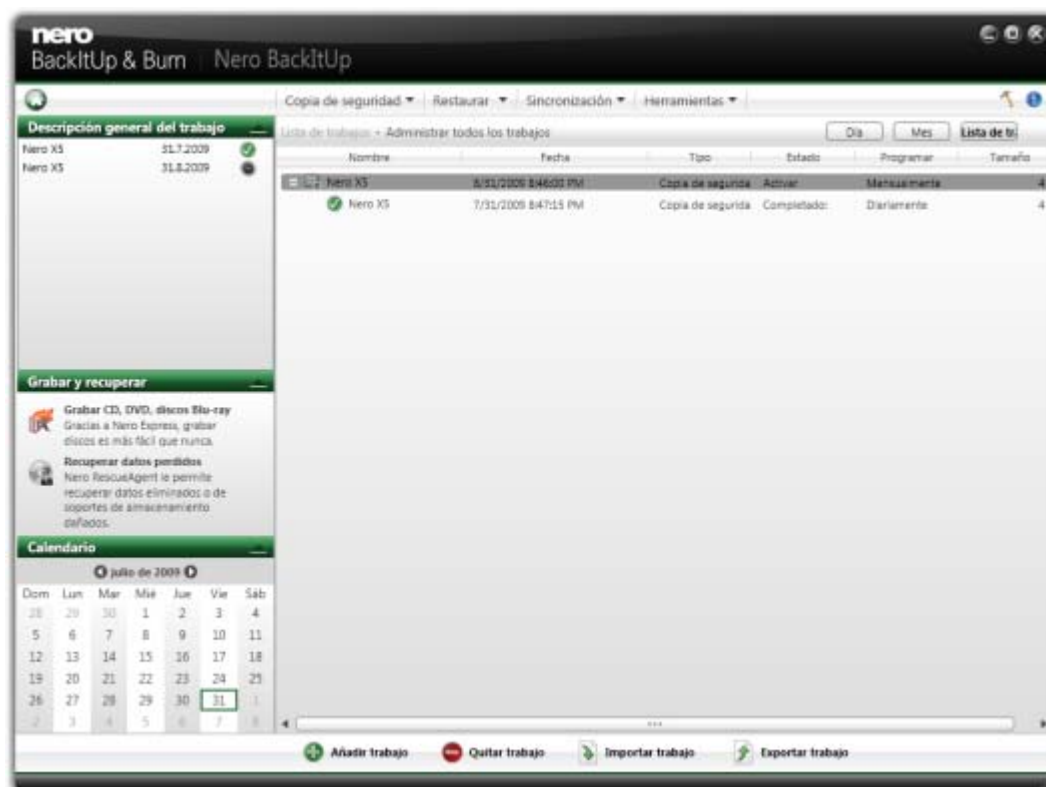 nero
BackItUp & Burn Nero BackItUp
Copia de seguridad Restaurar Sincronización Herramientas
Descripción general del trabajo
Nero X5 31.7.2009
Nero X5 31.8.2009
Lista de trabajos - Administrar todos los trabajos
Día Mes Lista de tr.
Nombre Fecha Tipo Estado Programar Tamaño
Nero X5 8/31/2009 8:46:00 PM Copia de segurida Activar Mensualmente 4
Nero X5 7/31/2009 8:47:15 PM Copia de segurida Completado: Diariamente 4
Grabar y recuperar
Grabar CD, DVD, discos Blu-ray
Gracias a Nero Express, grabar
discos es más fácil que nunca.
Recuperar datos perdidos
Nero RescueAgent le permite
recuperar datos eliminados o de
soportes de almacenamiento
dañados.
Calendario
julio de 2009
Dom Lun Mar Mié Jue Vie Sáb
28 29 30 1 2 3 4
5 6 7 8 9 10 11
12 13 14 15 16 17 18
19 20 21 22 23 24 25
26 27 28 29 30 31 1
2 3 4 5 6 7 8
Añadir trabajo Quitar trabajo Importar trabajo Exportar trabajo